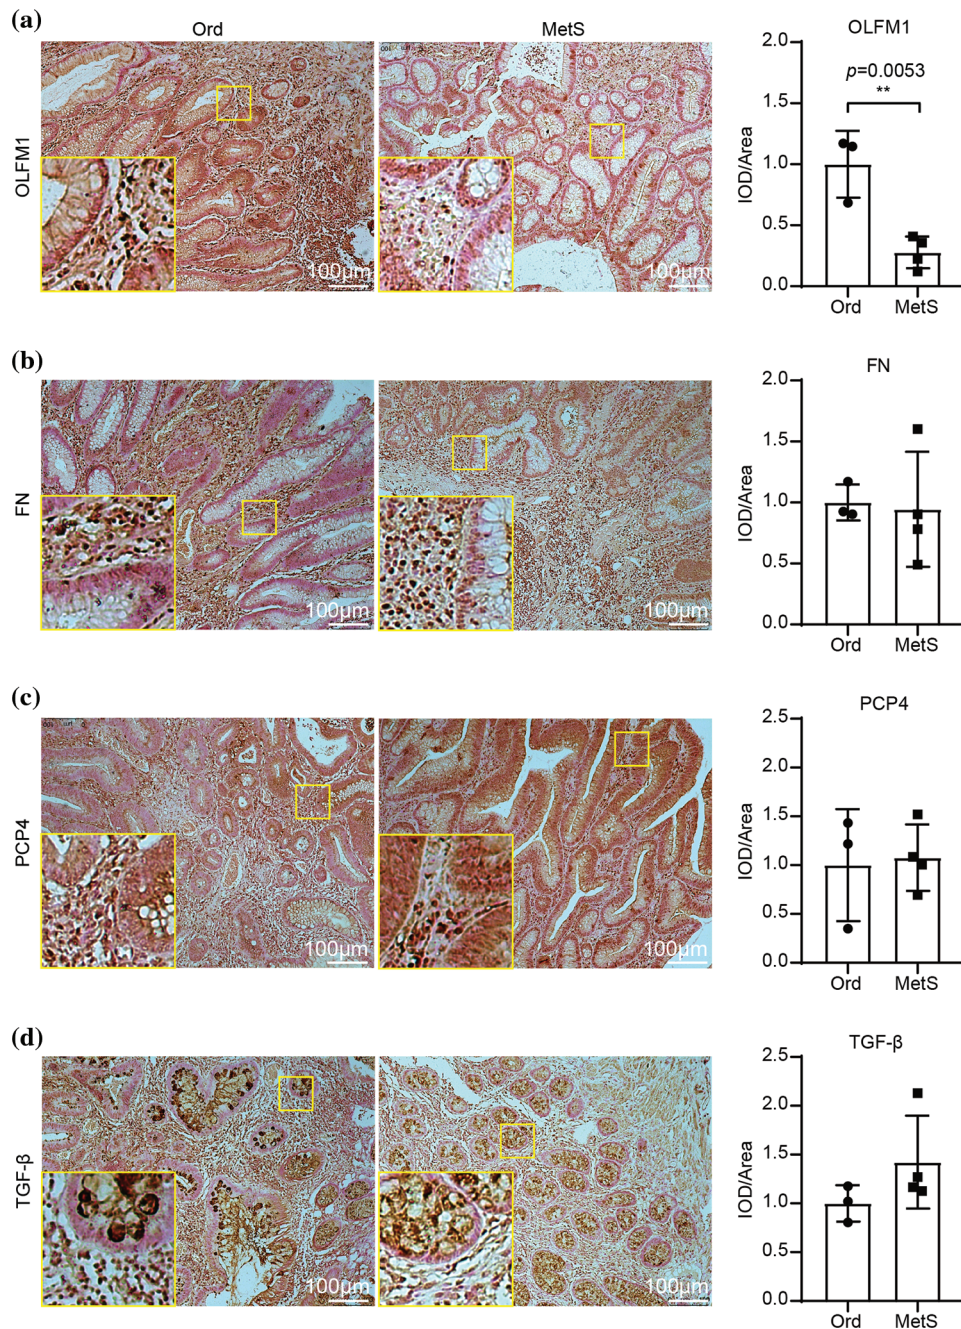 (a)
Ord
MetS
OLFM1
100µm
100µm
OLFM1
p=0.0053
**
IOD/Area
2.0
1.5
1.0
0.5
0.0
Ord
MetS
(b)
FN
100µm
100µm
FN
IOD/Area
2.0
1.5
1.0
0.5
0.0
Ord
MetS
(c)
PCP4
100µm
100µm
PCP4
IOD/Area
2.5
2.0
1.5
1.0
0.5
0.0
Ord
MetS
(d)
TGF-β
100µm
100µm
TGF-β
IOD/Area
2.5
2.0
1.5
1.0
0.5
0.0
Ord
MetS